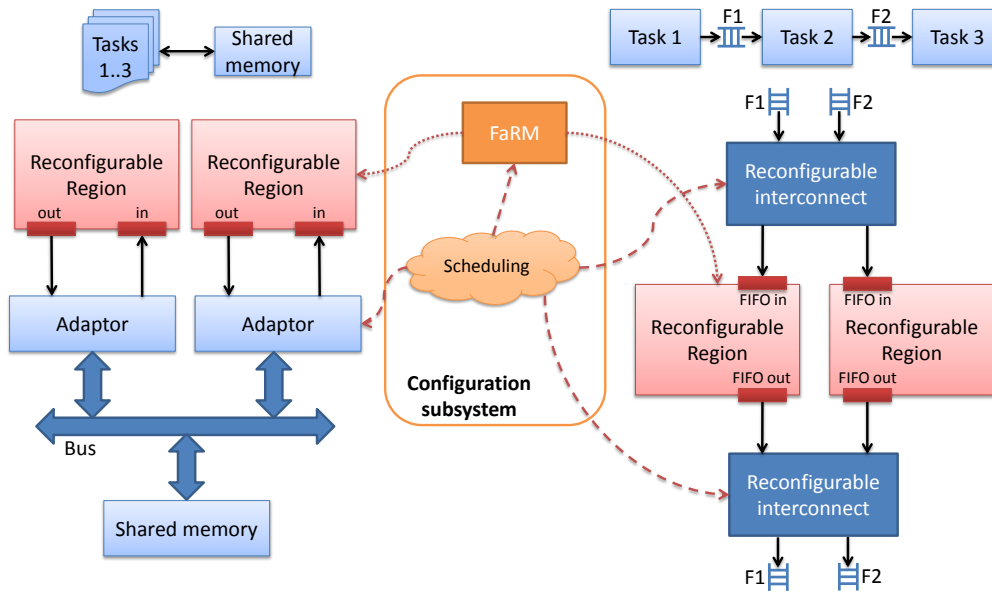 Tasks
1..3
Shared
memory
F1
F2
Task 1
Task 2
Task 3
F1
F2
FaRM
Reconfigurable
Region
out
in
Reconfigurable
Region
out
in
Reconfigurable
interconnect
Scheduling
Adaptor
Adaptor
FIFO in
Reconfigurable
Region
FIFO out
FIFO in
Reconfigurable
Region
FIFO out
Configuration
subsystem
Bus
Shared memory
Reconfigurable
interconnect
F1
F2